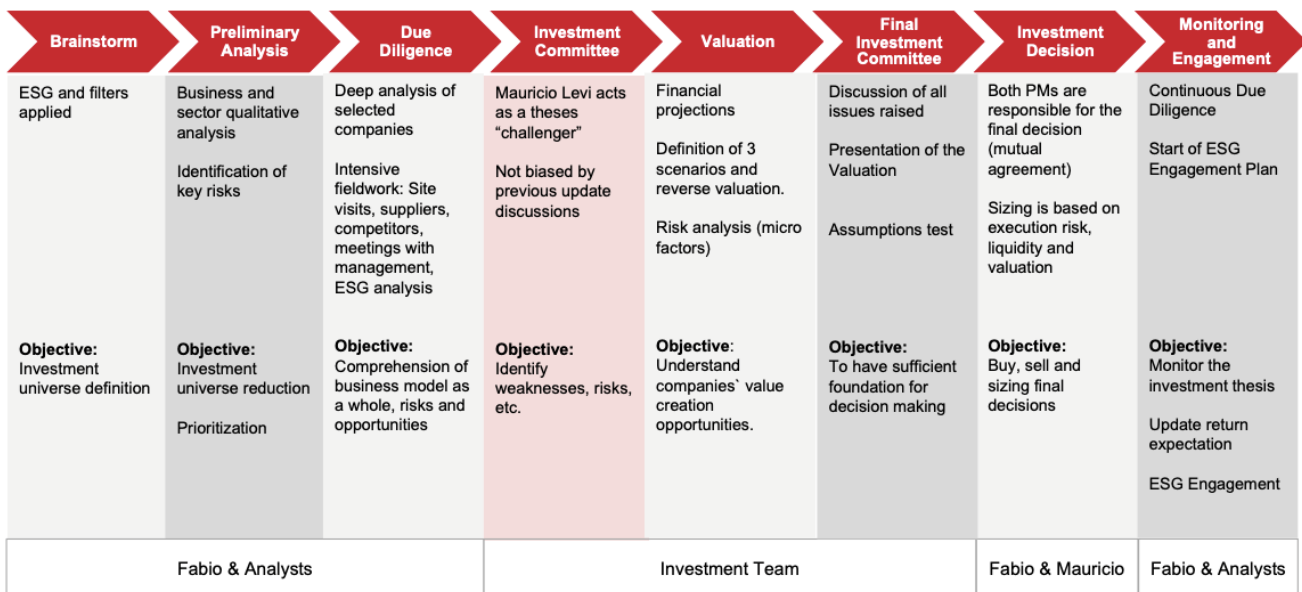 Brainstorm
Preliminary
Analysis
Due
Diligence
Investment
Committee
Valuation
Final
Investment
Committee
Investment
Decision
Monitoring
and
Engagement
ESG and filters
applied
Objective:
Investment
universe definition
Business and
sector qualitative
analysis
Identification of
key risks
Objective:
Investment
universe reduction
Prioritization
Deep analysis of
selected
companies
Intensive
fieldwork: Site
visits, suppliers,
competitors,
meetings with
management,
ESG analysis
Objective:
Comprehension of
business model as
a whole, risks and
opportunities
Mauricio Levi acts
as a theses
“challenger”
Not biased by
previous update
discussions
Objective:
Identify
weaknesses, risks,
etc.
Financial
projections
Definition of 3
scenarios and
reverse valuation.
Risk analysis (micro
factors)
Objective:
Understand
companies` value
creation
opportunities.
Discussion of all
issues raised
Presentation of the
Valuation
Assumptions test
Objective:
To have sufficient
foundation for
decision making
Both PMs are
responsible for the
final decision
(mutual
agreement)
Sizing is based on
execution risk,
liquidity and
valuation
Objective:
Buy, sell and
sizing final
decisions
Continuous Due
Diligence
Start of ESG
Engagement Plan
Objective:
Monitor the
investment thesis
Update return
expectation
ESG Engagement
Fabio & Analysts
Investment Team
Fabio & Mauricio
Fabio & Analysts